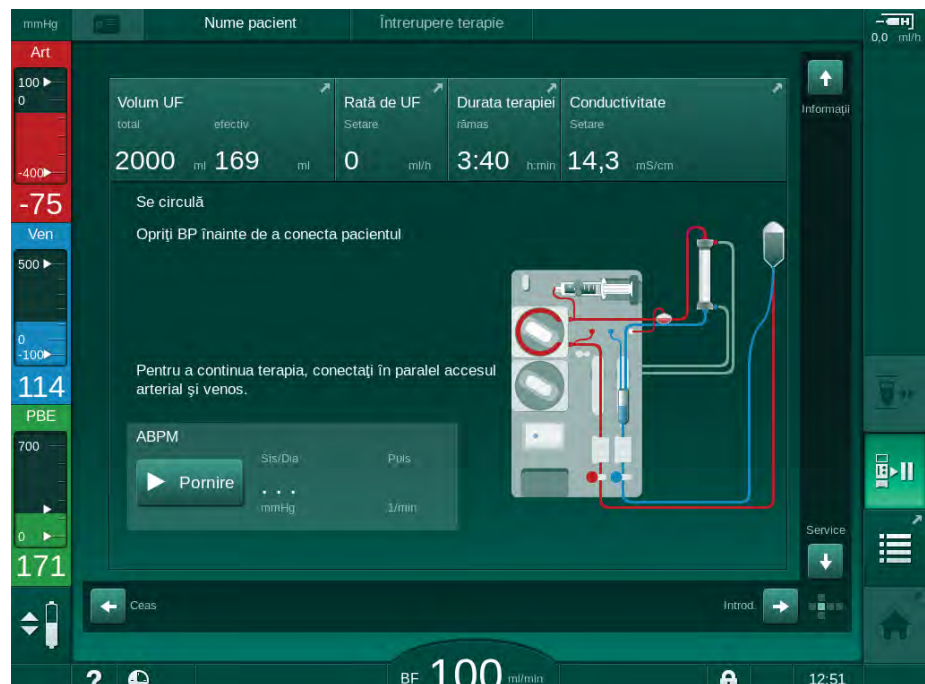 mmHg
Nume pacient
Întrerupere terapie
0,0 ml/h
Art
100
0
-400
-75
Ven
500
0
-100
114
PBE
700
0
171
Volum UF
total efectiv
2000 ml 169 ml
Rată de UF
Setare
0 ml/h
Durata terapiei
rămas
3:40 h:min
Conductivitate
Setare
14,3 mS/cm
Informații
Se circulă
Opriți BP înainte de a conecta pacientul
Pentru a continua terapia, conectaţi în paralel accesul
arterial şi venos.
ABPM
Sis/Dia Puls
Pornire
. . .
mmHg 1/min
Service
Ceas
Introd.
? BF 100 ml/min 12:51